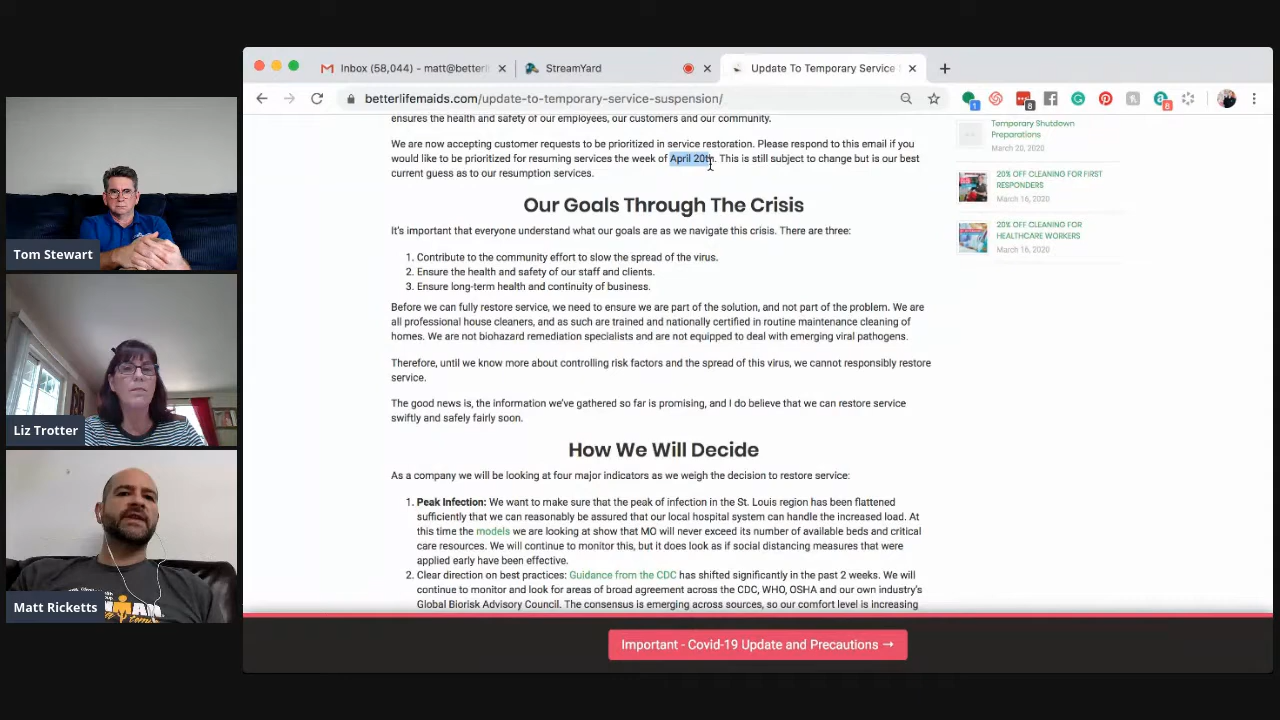 Tom Stewart
Liz Trotter
Matt Ricketts
Inbox (58,044) - matt@betterli
StreamYard
Update To Temporary Service
betterlifemaids.com/update-to-temporary-service-suspension/
1
8
8
ensures the health and safety of our employees, our customers and our community.
We are now accepting customer requests to be prioritized in service restoration. Please respond to this email if you
would like to be prioritized for resuming services the week of April 20th. This is still subject to change but is our best
current guess as to our resumption services.
Our Goals Through The Crisis
It's important that everyone understand what our goals are as we navigate this crisis. There are three:
1. Contribute to the community effort to slow the spread of the virus.
2. Ensure the health and safety of our staff and clients.
3. Ensure long-term health and continuity of business.
Before we can fully restore service, we need to ensure we are part of the solution, and not part of the problem. We are
all professional house cleaners, and as such are trained and nationally certified in routine maintenance cleaning of
homes. We are not biohazard remediation specialists and are not equipped to deal with emerging viral pathogens.
Therefore, until we know more about controlling risk factors and the spread of this virus, we cannot responsibly restore
service.
The good news is, the information we've gathered so far is promising, and I do believe that we can restore service
swiftly and safely fairly soon.
How We Will Decide
As a company we will be looking at four major indicators as we weigh the decision to restore service:
1. Peak Infection: We want to make sure that the peak of infection in the St. Louis region has been flattened
sufficiently that we can reasonably be assured that our local hospital system can handle the increased load. At
this time the models we are looking at show that MO will never exceed its number of available beds and critical
care resources. We will continue to monitor this, but it does look as if social distancing measures that were
applied early have been effective.
2. Clear direction on best practices: Guidance from the CDC has shifted significantly in the past 2 weeks. We will
continue to monitor and look for areas of broad agreement across the CDC, WHO, OSHA and our own industry's
Global Biorisk Advisory Council. The consensus is emerging across sources, so our comfort level is increasing
Temporary Shutdown
Preparations
March 20, 2020
20% OFF CLEANING FOR FIRST
RESPONDERS
March 16, 2020
20% OFF CLEANING FOR
HEALTHCARE WORKERS
March 16, 2020
Important - Covid-19 Update and Precautions →